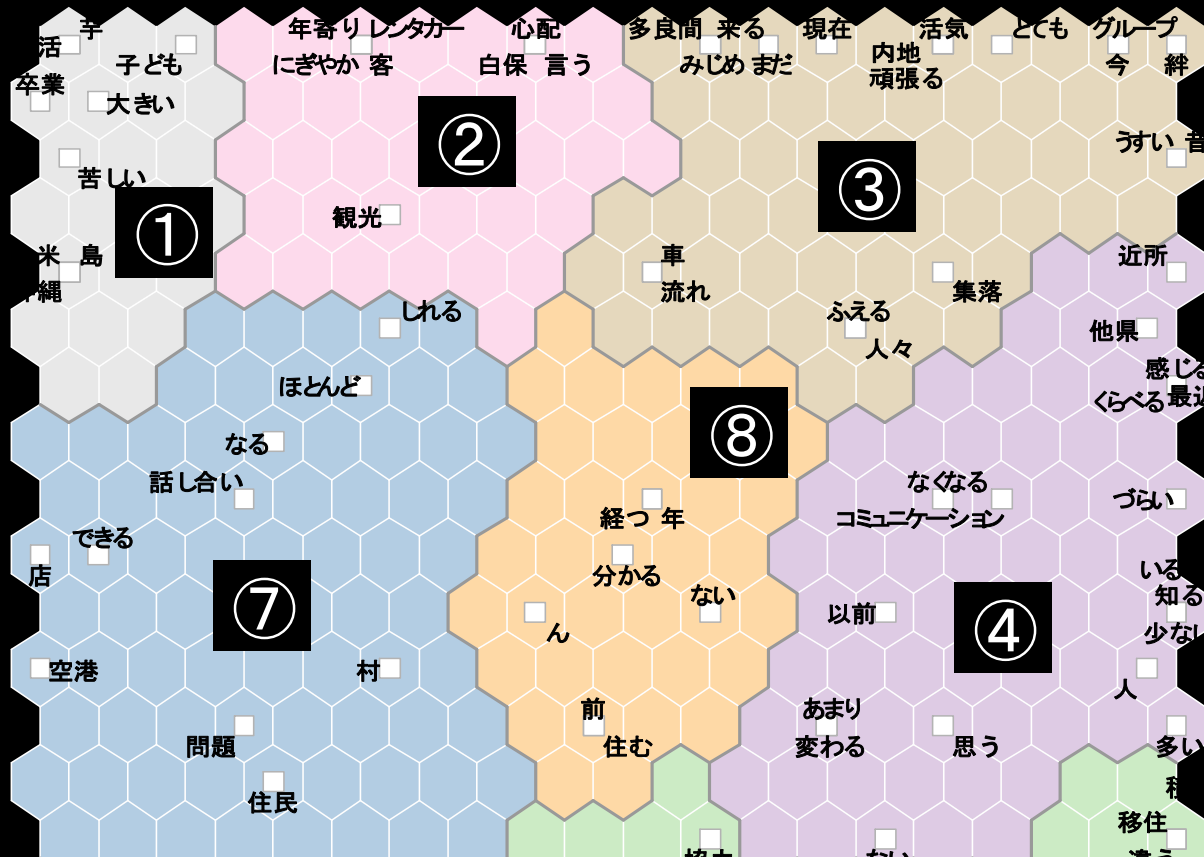 芋
年寄り レンタカー
心配
多良間 来る
現在
活気
とても
グループ
活
子ども
にぎやか 客
白保 言う
みじめ まだ
内地
今
絆
卒業
大きい
頑張る
②
うすい 昔
苦しい
①
③
観光
米 島
車
近所
流れ
集落
しれる
ふえる
他県
人々
感じる
ほとんど
くらべる
最近
なる
⑧
話し合い
なくなる
づらい
経つ 年
コミュニケーション
できる
店
分かる
いる
ない
知る
⑦
以前
④
ん
少ない
空港
村
人
前
あまり
問題
住む
変わる
思う
多い
住民
移住